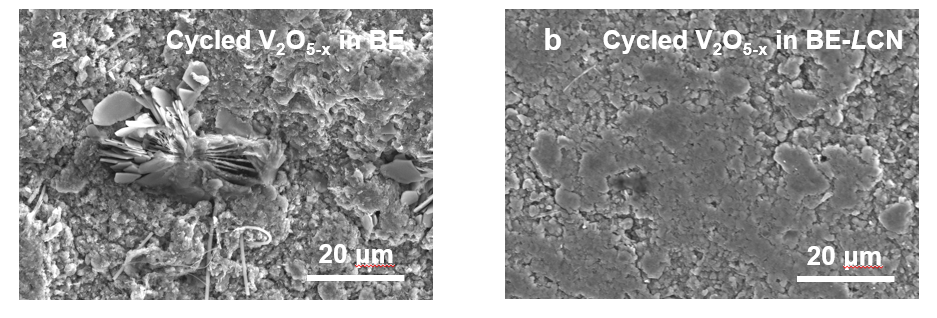 a
Cycled V₂O₅₋ₓ in BE
20 µm
b
Cycled V₂O₅₋ₓ in BE-LCN
20 µm